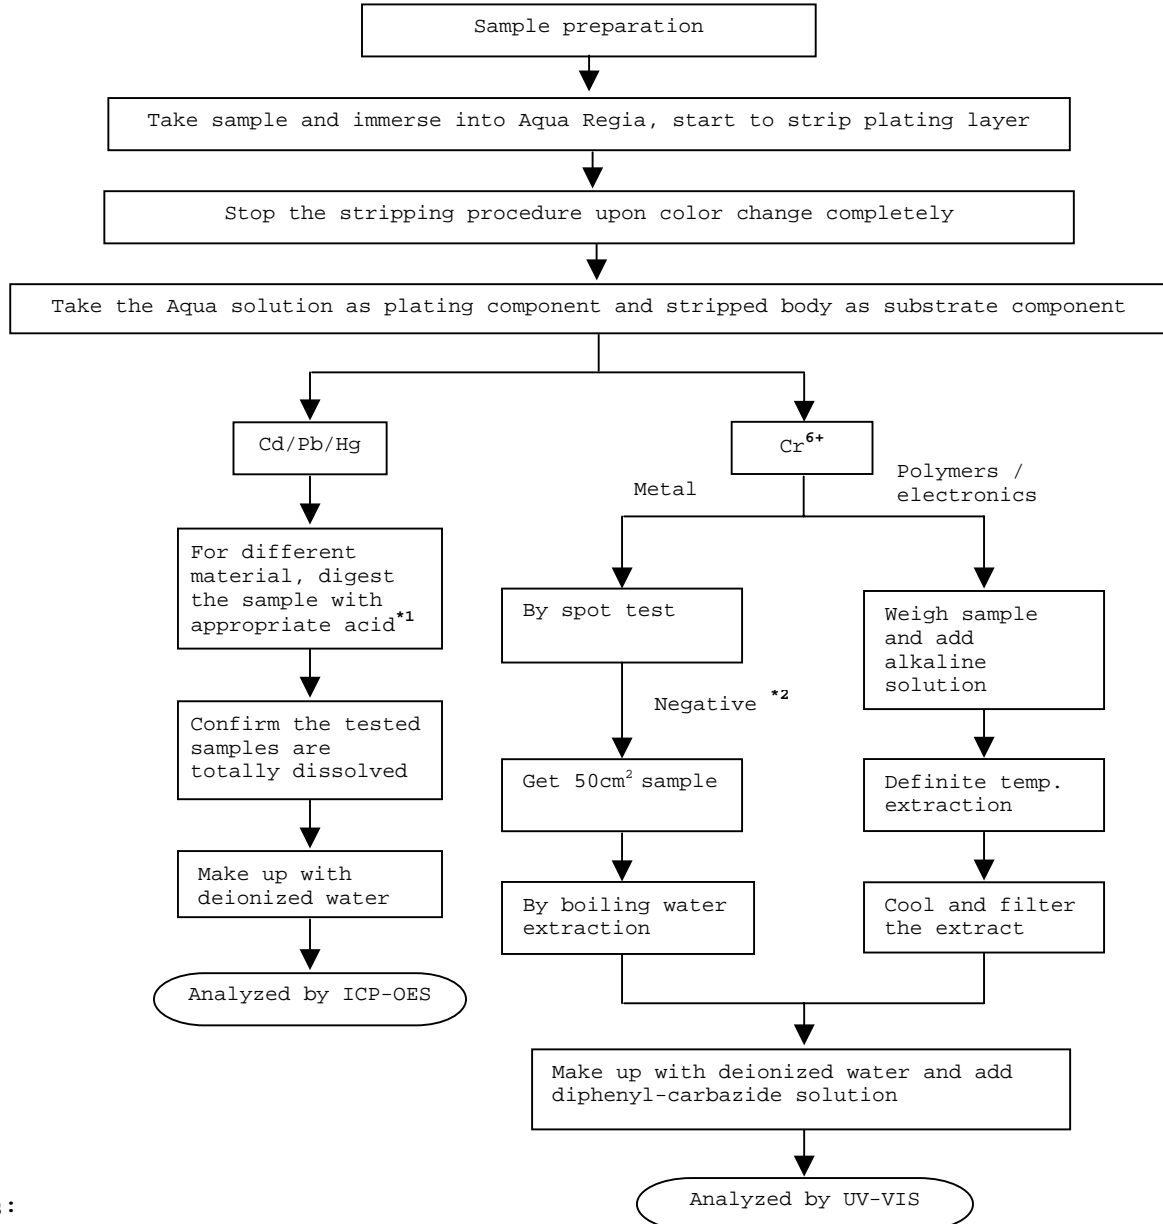 Sample preparation
Take sample and immerse into Aqua Regia, start to strip plating layer
Stop the stripping procedure upon color change completely
Take the Aqua solution as plating component and stripped body as substrate component
Cd/Pb/Hg
Cr6+
Metal
Polymers /
electronics
For different
material, digest
the sample with
appropriate acid*1
By spot test
Weigh sample
and add
alkaline
solution
Negative *2
Confirm the tested
samples are
totally dissolved
Get 50cm2 sample
Definite temp.
extraction
Make up with
deionized water
By boiling water
extraction
Cool and filter
the extract
Analyzed by ICP-OES
Make up with deionized water and add
diphenyl-carbazide solution
Analyzed by UV-VIS